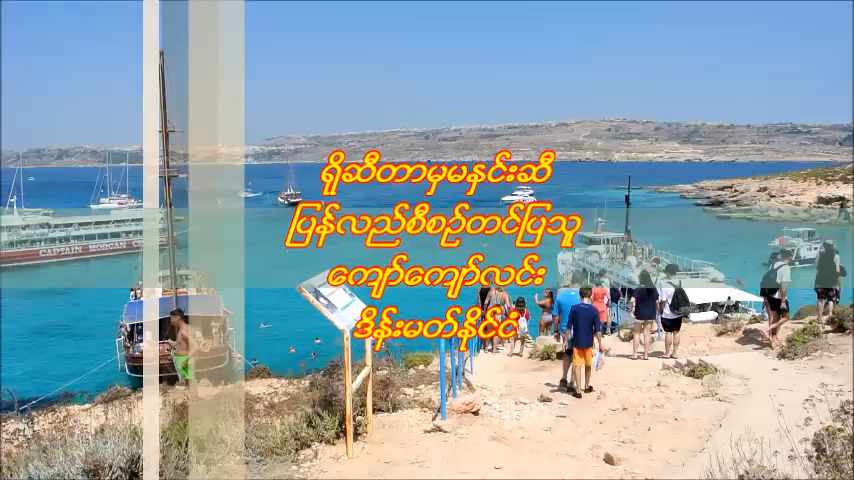 ရိုဆီတာမှမနှင်းဆီ
ပြန်လည်စီစဉ်တင်ပြသူ
ကျော်ကျော်လင်း
ဒိန်းမတ်နိုင်ငံ
CAPTAIN MORGAN